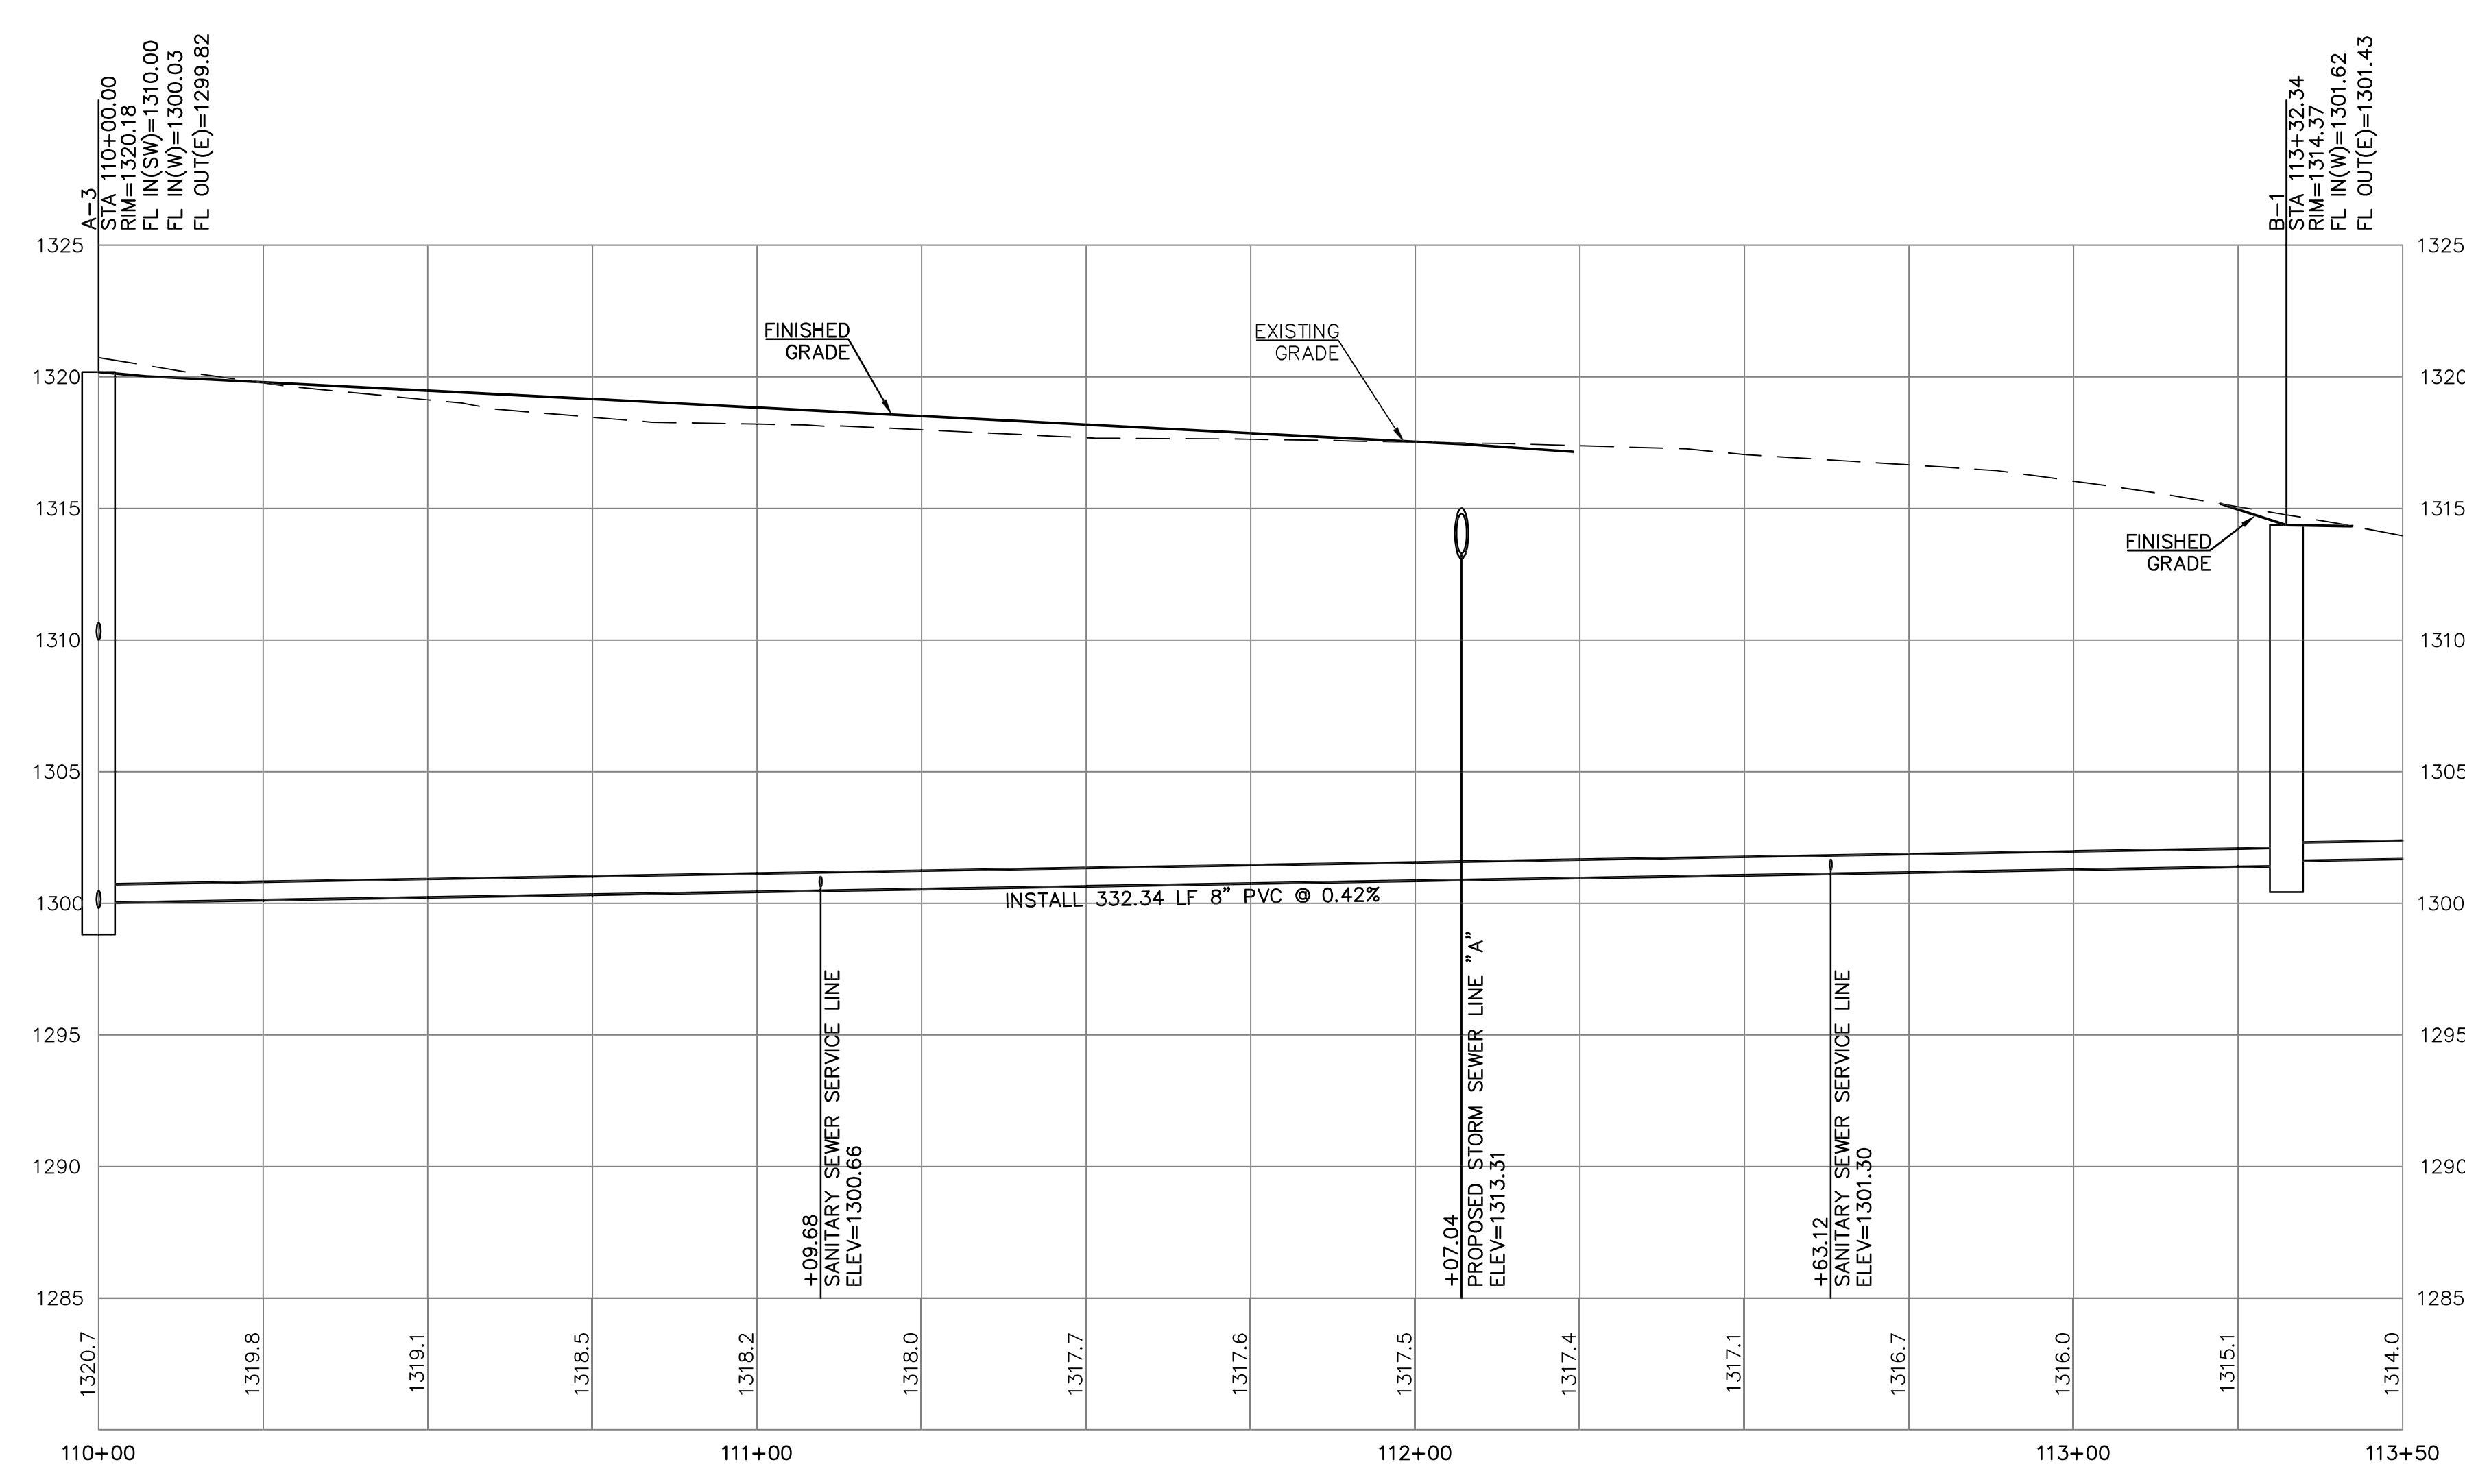 A-3
STA 110+00.00
RIM=1320.18
FL IN(SW)=1310.00
FL IN(W)=1300.03
FL OUT(E)=1299.82
B-1
STA 113+32.34
RIM=1314.37
FL IN(W)=1301.62
FL OUT(E)=1301.43
1325
1325
FINISHED
GRADE
EXISTING
GRADE
1320
1320
1315
1315
FINISHED
GRADE
1310
1310
1305
1305
1300
1300
INSTALL 332.34 LF 8" PVC @ 0.42%
1295
1295
1290
1290
+09.68
SANITARY SEWER SERVICE LINE
ELEV=1300.66
+07.04
PROPOSED STORM SEWER LINE "A"
ELEV=1313.31
+63.12
SANITARY SEWER SERVICE LINE
ELEV=1301.30
1285
1285
1320.7
1319.8
1319.1
1318.5
1318.2
1318.0
1317.7
1317.6
1317.5
1317.4
1317.1
1316.7
1316.0
1315.1
1314.0
110+00
111+00
112+00
113+00
113+50